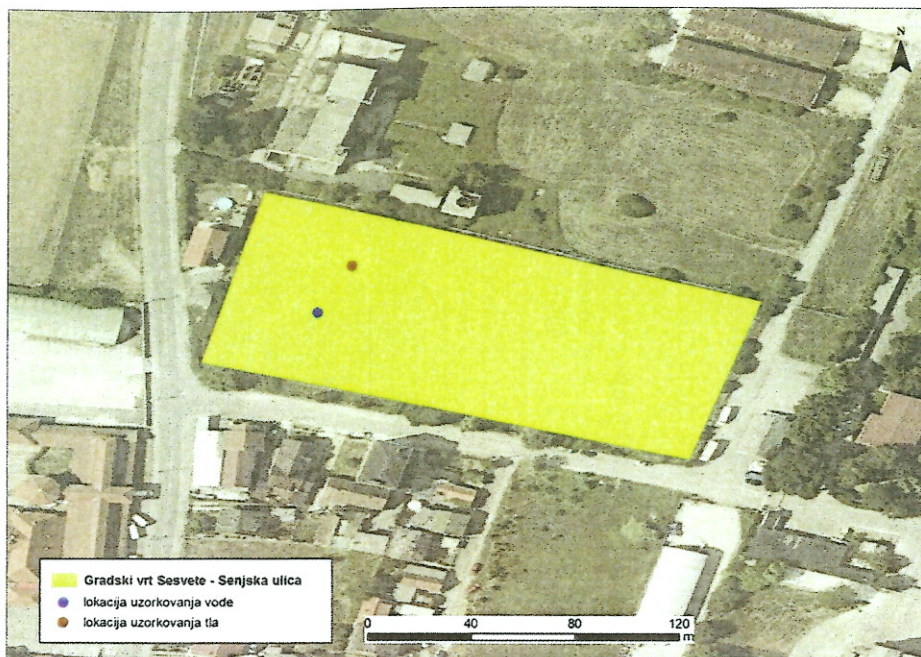 N
Gradski vrt Sesvete - Senjska ulica
lokacija uzorkovanja vode
lokacija uzorkovanja tla
0 40 80 120
m